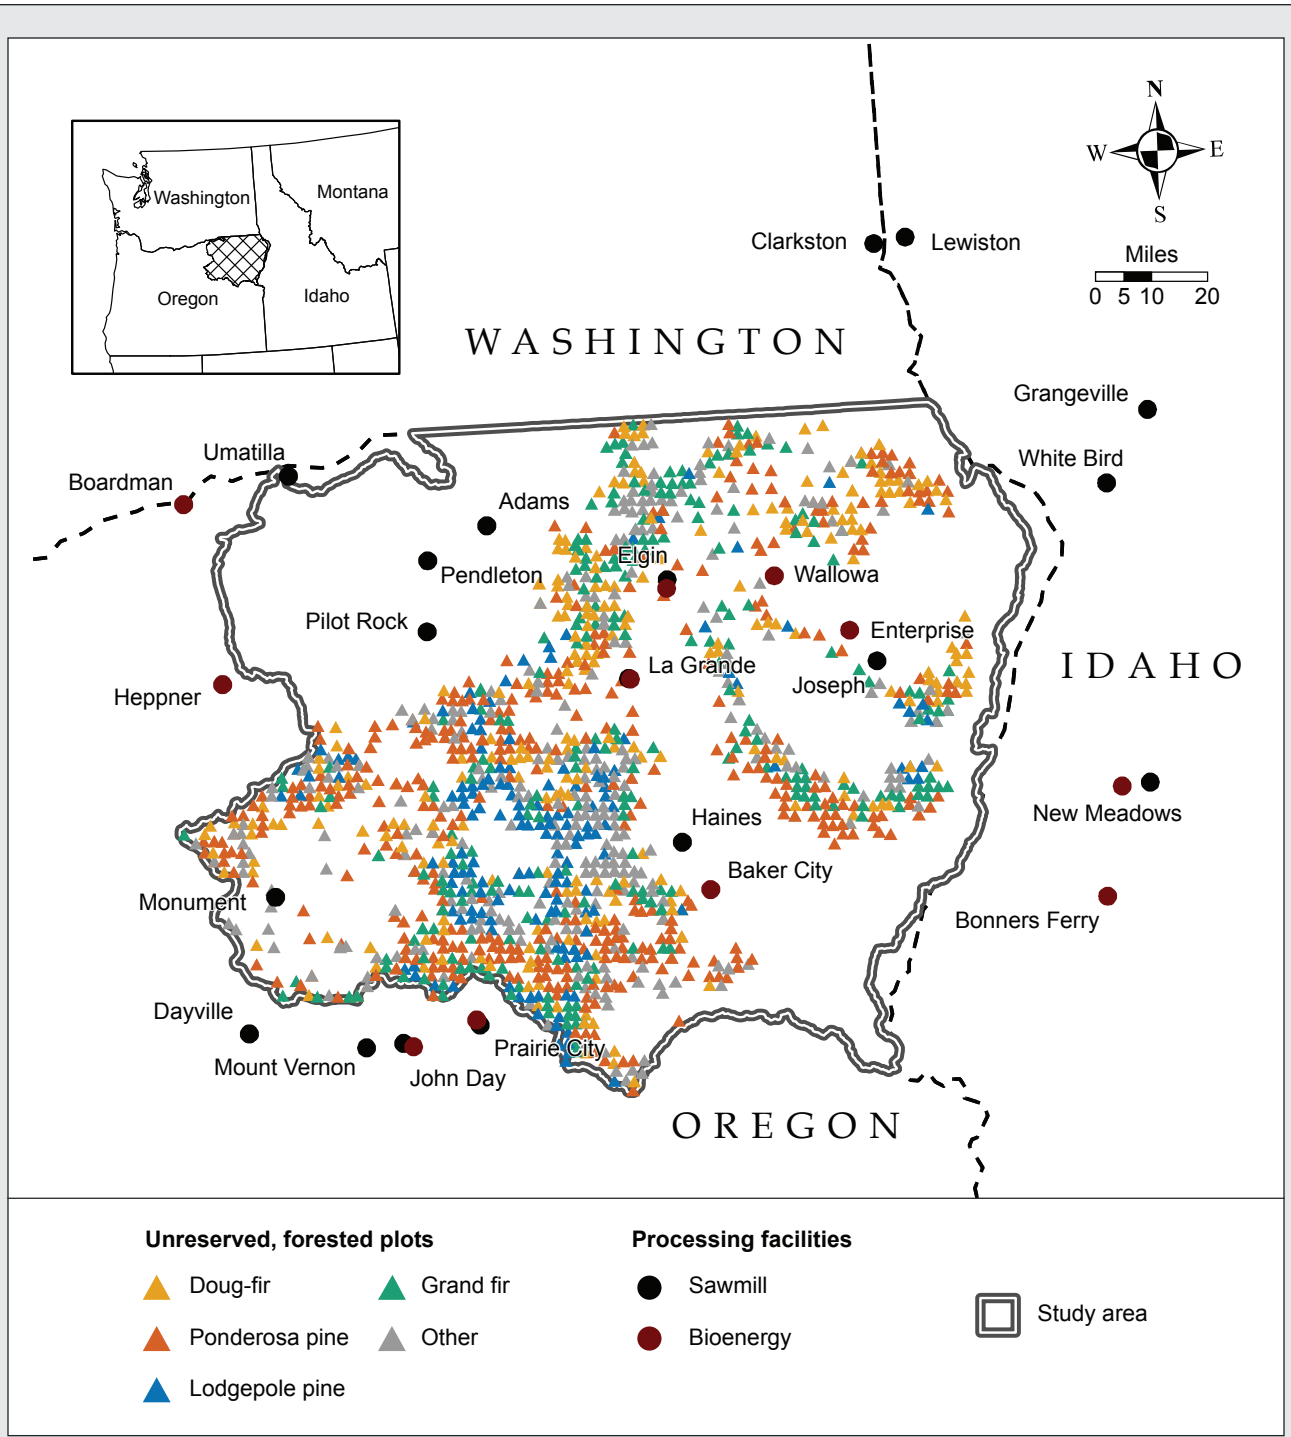 N
W
E
S
Washington
Montana
Oregon
Idaho
Clarkston
Lewiston
Miles
0 5 10 20
WASHINGTON
Grangeville
Umatilla
White Bird
Boardman
Adams
Elgin
Pendleton
Wallowa
Pilot Rock
Enterprise
La Grande
IDAHO
Joseph
Heppner
New Meadows
Haines
Baker City
Monument
Bonners Ferry
Dayville
Prairie City
Mount Vernon
John Day
OREGON
Unreserved, forested plots
Processing facilities
Doug-fir
Grand fir
Sawmill
Study area
Ponderosa pine
Other
Bioenergy
Lodgepole pine